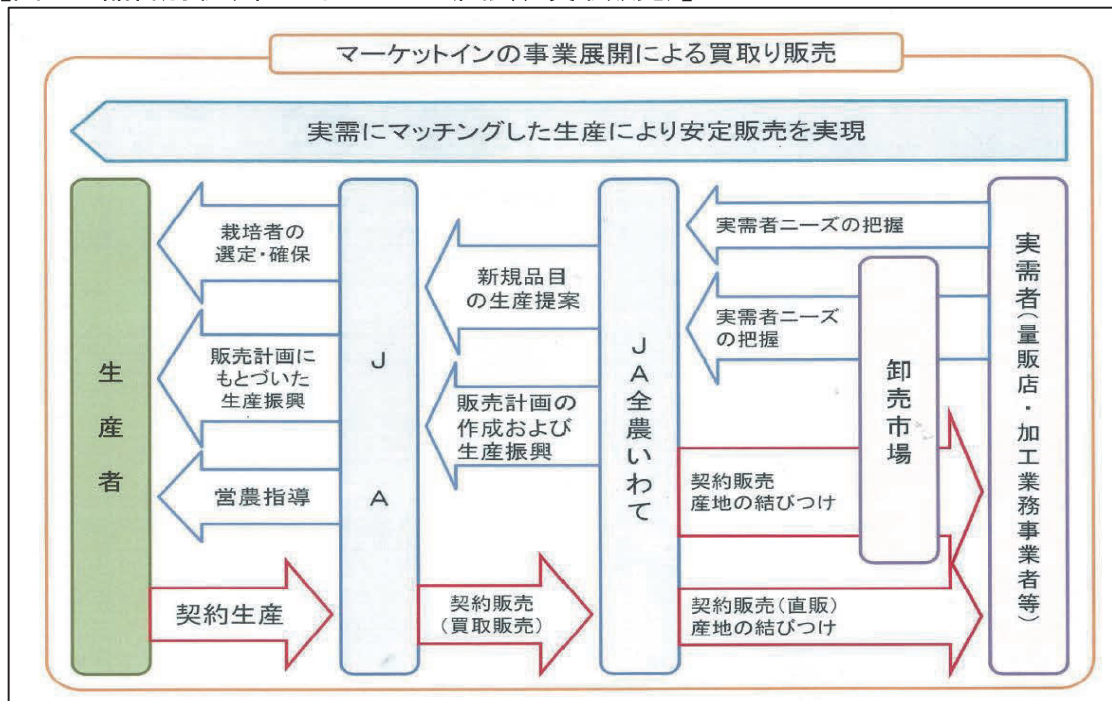 マーケットインの事業展開による買取り販売
実需にマッチングした生産により安定販売を実現
生産者
栽培者の
選定・確保
販売計画に
もとづいた
生産振興
営農指導
契約生産
JA
新規品目
の生産提案
販売計画の
作成および
生産振興
契約販売
(買取販売)
JA全農いわて
実需者ニーズの把握
実需者ニーズ
の把握
卸売市場
契約販売
産地の結びつけ
契約販売(直販)
産地の結びつけ
実需者(量販店・加工業務事業者等)